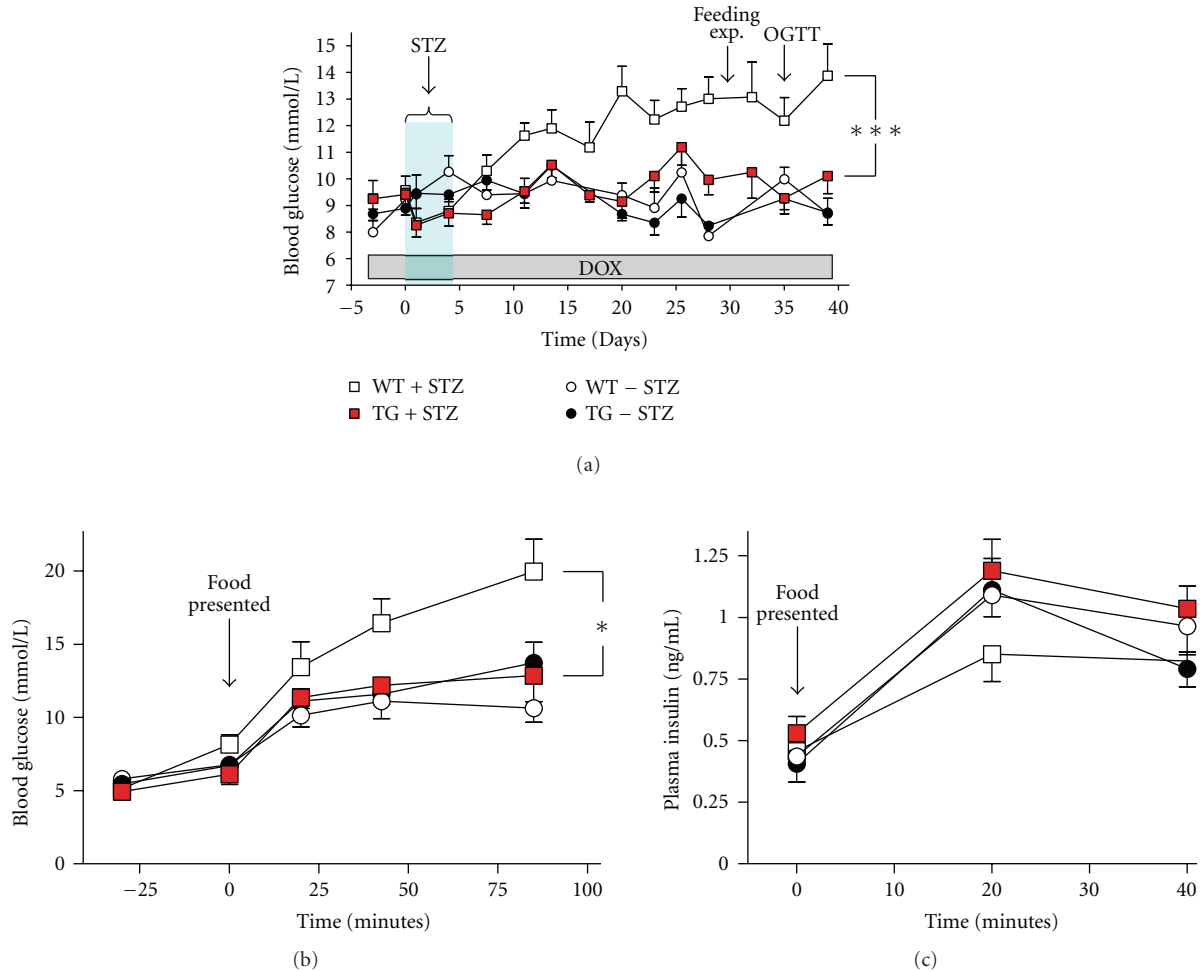 Feeding
exp.
OGTT
STZ
15
14
13
12
11
10
9
8
6
7
Blood glucose (mmol/L)
∗∗∗
DOX
−5 0 5 10 15 20 25 30 35 40
Time (Days)
WT + STZ
WT − STZ
TG + STZ
TG − STZ
(a)
20
15
10
5
0
Blood glucose (mmol/L)
Food
presented
∗
−25 0 25 50 75 100
Time (minutes)
(b)
1.25
1
0.75
0.5
0.25
0
Plasma insulin (ng/mL)
Food
presented
0 10 20 30 40
Time (minutes)
(c)